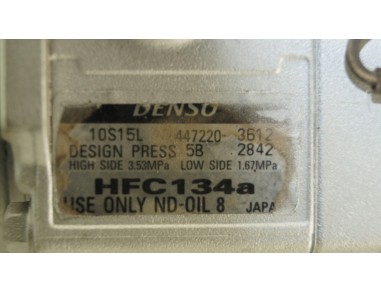 DENSO
10S15L 447220- 3612
DESIGN PRESS 5B 2842
HIGH SIDE 3.53MPa LOW SIDE 1.67MPa
HFC134a
USE ONLY ND-OIL 8 JAPA